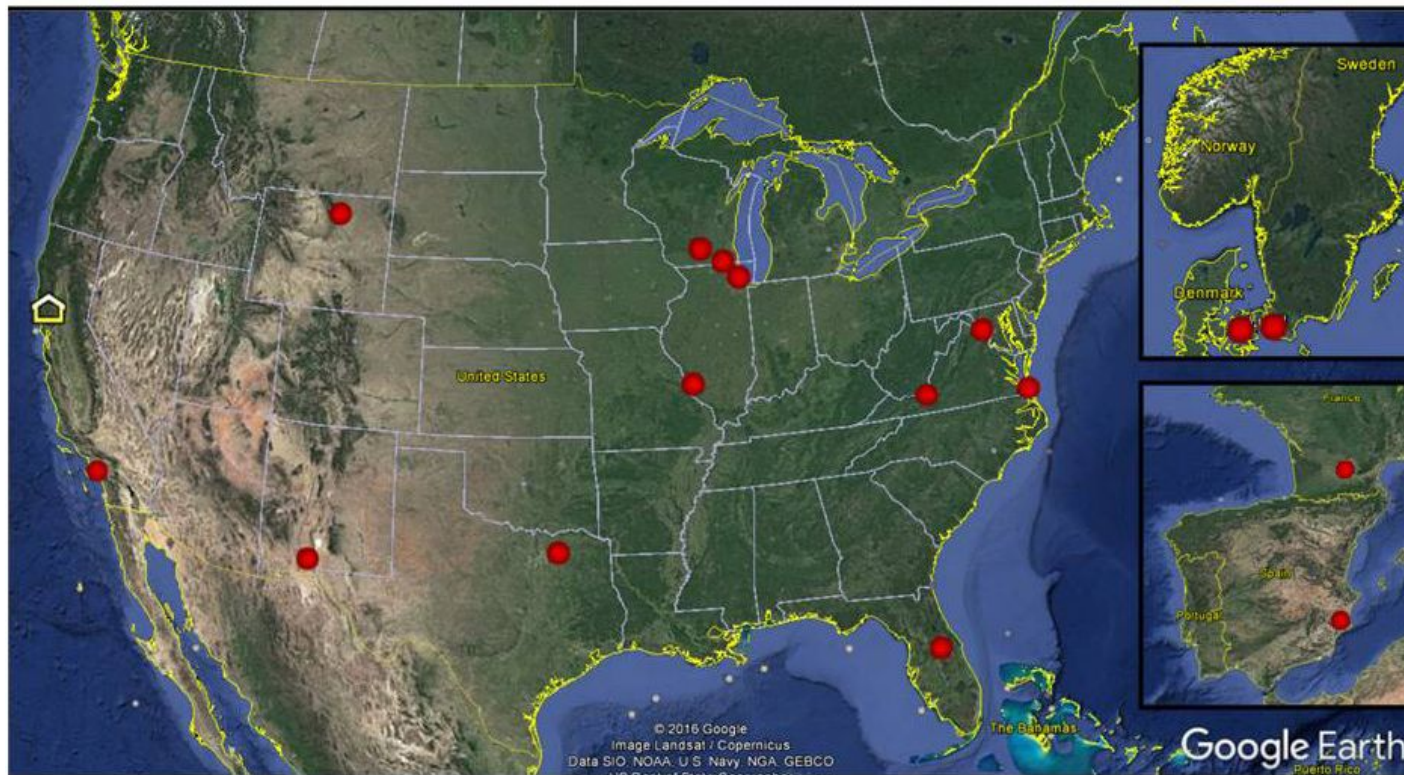 Sweden
Norway
Denmark
United States
France
Spain
Portugal
© 2016 Google
Image Landsat / Copernicus
Data SIO, NOAA, U.S. Navy, NGA, GEBCO
The Bahamas
Google Earth
Puerto Rico